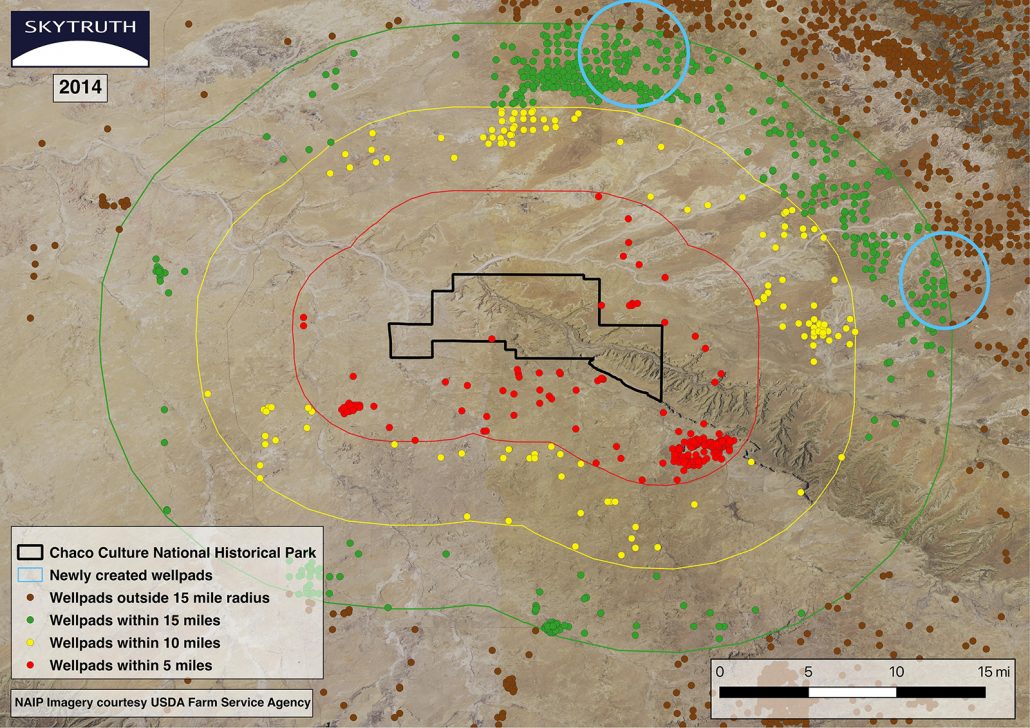 SKYTRUTH
2014
Chaco Culture National Historical Park
Newly created wellpads
Wellpads outside 15 mile radius
Wellpads within 15 miles
Wellpads within 10 miles
Wellpads within 5 miles
NAIP Imagery courtesy USDA Farm Service Agency
0 5 10 15 mi